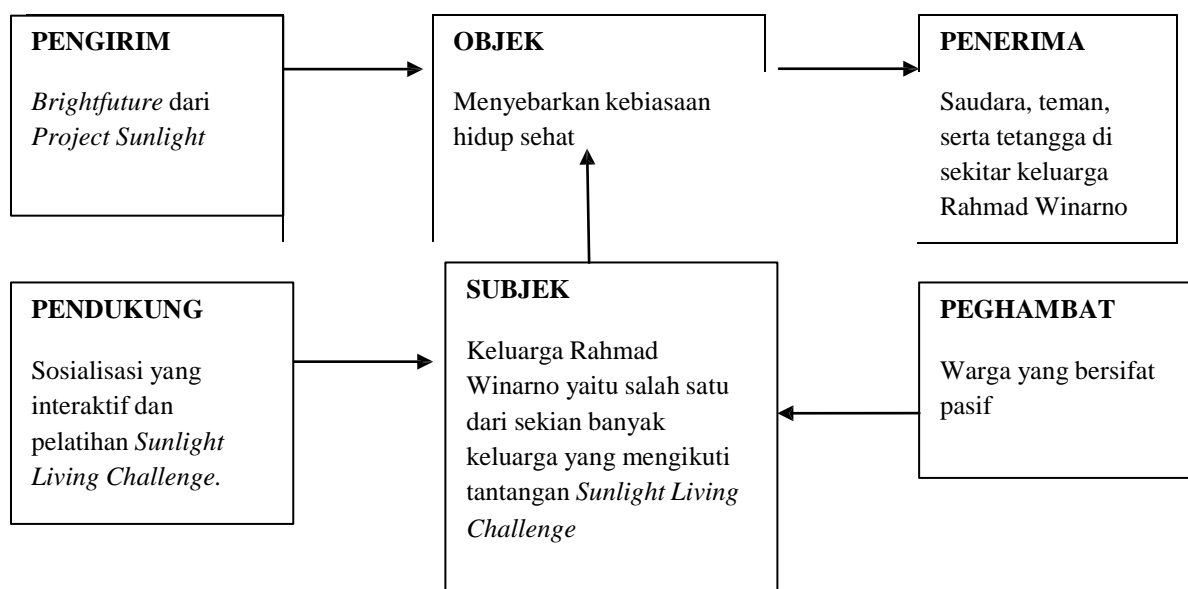 PENGIRIM
Brightfuture dari
Project Sunlight
OBJEK
Menyebarkan kebiasaan
hidup sehat
PENERIMA
Saudara, teman,
serta tetangga di
sekitar keluarga
Rahmad Winarno
PENDUKUNG
Sosialisasi yang
interaktif dan
pelatihan Sunlight
Living Challenge.
SUBJEK
Keluarga Rahmad
Winarno yaitu salah satu
dari sekian banyak
keluarga yang mengikuti
tantangan Sunlight Living
Challenge
PEGHAMBAT
Warga yang bersifat
pasif